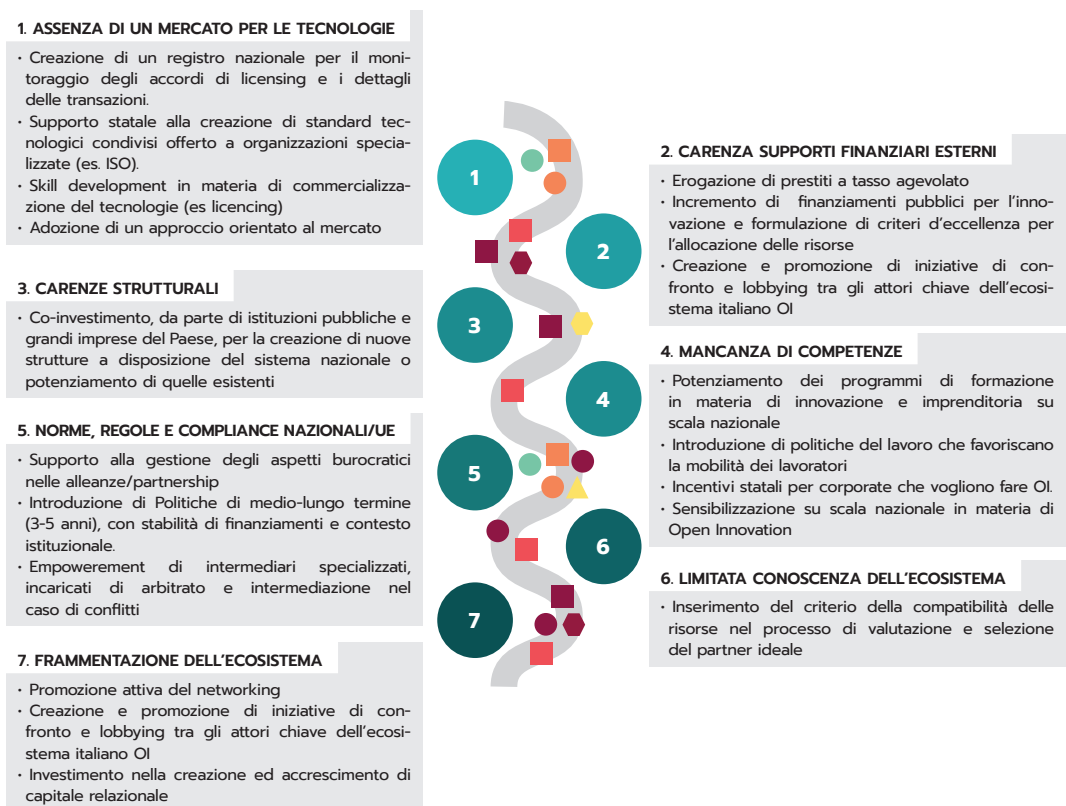 1. ASSENZA DI UN MERCATO PER LE TECNOLOGIE
• Creazione di un registro nazionale per il moni-
toraggio degli accordi di licensing e i dettagli
delle transazioni.
• Supporto statale alla creazione di standard tec-
nologici condivisi offerto a organizzazioni specia-
lizzate (es. ISO).
• Skill development in materia di commercializza-
zione del tecnologie (es licencing)
• Adozione di un approccio orientato al mercato
1
2. CARENZA SUPPORTI FINANZIARI ESTERNI
• Erogazione di prestiti a tasso agevolato
• Incremento di finanziamenti pubblici per l'inno-
vazione e formulazione di criteri d'eccellenza per
l'allocazione delle risorse
• Creazione e promozione di iniziative di con-
fronto e lobbying tra gli attori chiave dell'ecosi-
stema italiano OI
2
3. CARENZE STRUTTURALI
• Co-investimento, da parte di istituzioni pubbliche e
grandi imprese del Paese, per la creazione di nuove
strutture a disposizione del sistema nazionale o
potenziamento di quelle esistenti
3
4. MANCANZA DI COMPETENZE
• Potenziamento dei programmi di formazione
in materia di innovazione e imprenditoria su
scala nazionale
• Introduzione di politiche del lavoro che favoriscano
la mobilità dei lavoratori
• Incentivi statali per corporate che vogliono fare OI.
• Sensibilizzazione su scala nazionale in materia di
Open Innovation
4
5. NORME, REGOLE E COMPLIANCE NAZIONALI/UE
• Supporto alla gestione degli aspetti burocratici
nelle alleanze/partnership
• Introduzione di Politiche di medio-lungo termine
(3-5 anni), con stabilità di finanziamenti e contesto
istituzionale.
• Empowerement di intermediari specializzati,
incaricati di arbitrato e intermediazione nel
caso di conflitti
5
6. LIMITATA CONOSCENZA DELL'ECOSISTEMA
• Inserimento del criterio della compatibilità delle
risorse nel processo di valutazione e selezione
del partner ideale
6
7. FRAMMENTAZIONE DELL'ECOSISTEMA
• Promozione attiva del networking
• Creazione e promozione di iniziative di con-
fronto e lobbying tra gli attori chiave dell'ecosi-
stema italiano OI
• Investimento nella creazione ed accrescimento di
capitale relazionale
7